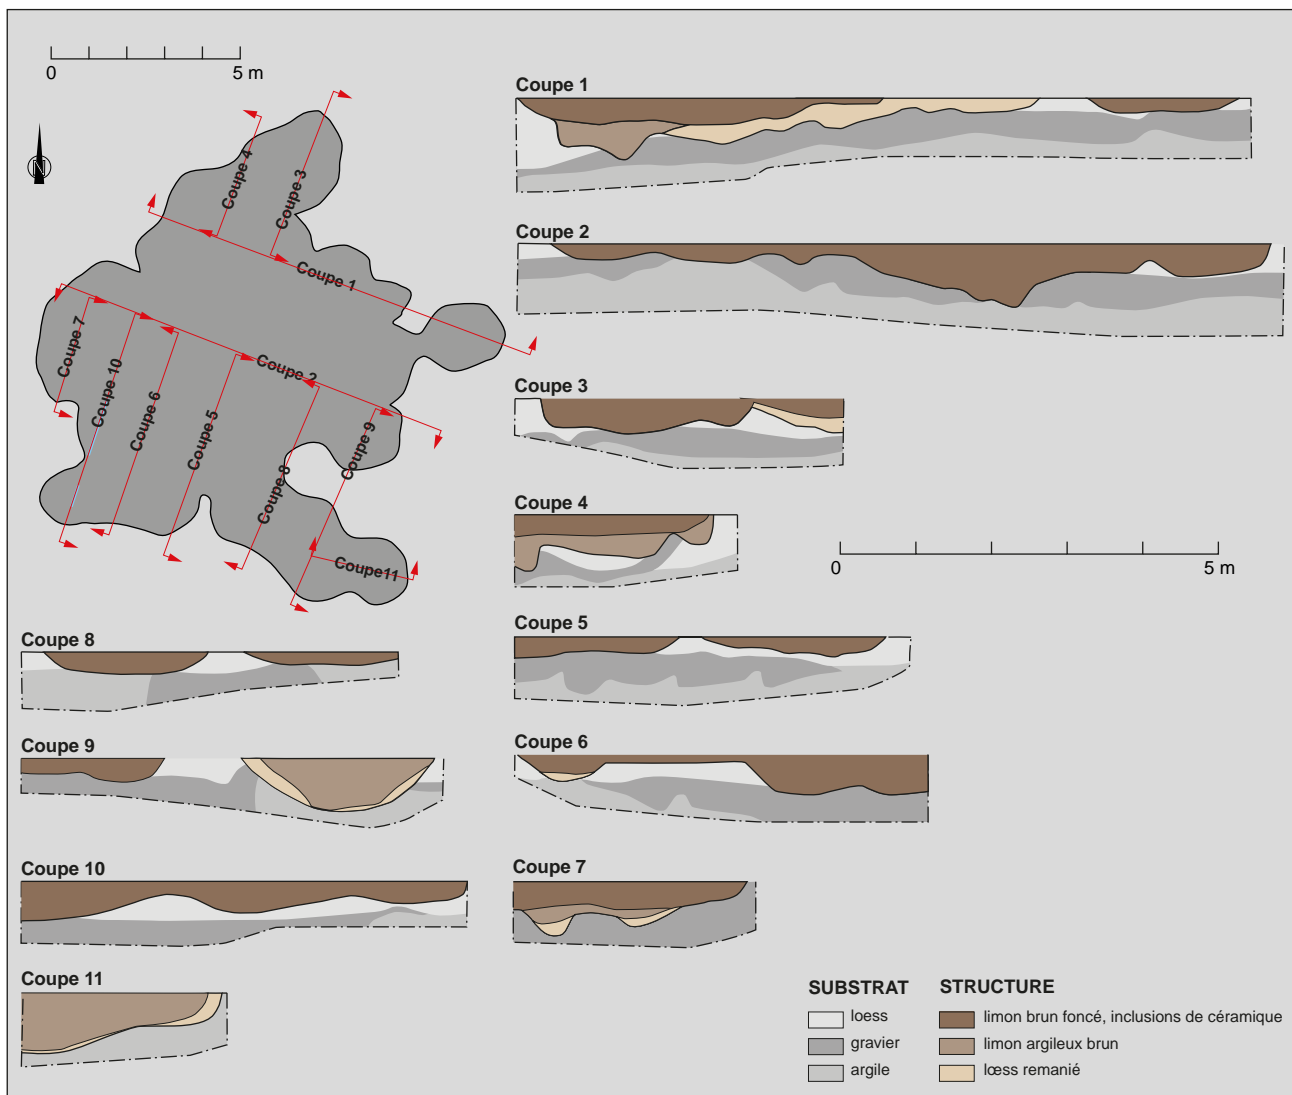 0 5 m
N
Coupe 4
Coupe 3
Coupe 1
Coupe 7
Coupe 10
Coupe 6
Coupe 5
Coupe 2
Coupe 8
Coupe 9
Coupe11
Coupe 1
Coupe 2
Coupe 3
Coupe 4
0 5 m
Coupe 8
Coupe 5
Coupe 9
Coupe 6
Coupe 10
Coupe 7
Coupe 11
SUBSTRAT
loess
gravier
argile
STRUCTURE
limon brun foncé, inclusions de céramique
limon argileux brun
lœss remanié